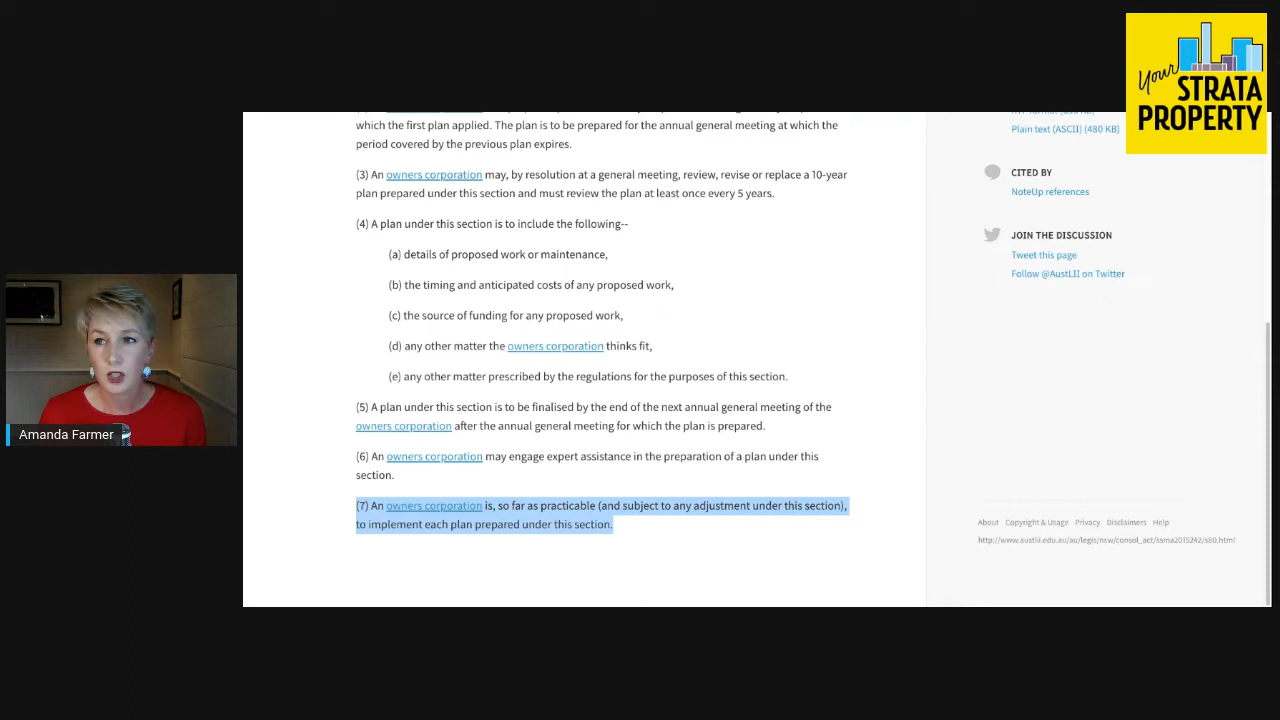 Your
STRATA
PROPERTY
which the first plan applied. The plan is to be prepared for the annual general meeting at which the
period covered by the previous plan expires.
(3) An owners corporation may, by resolution at a general meeting, review, revise or replace a 10-year
plan prepared under this section and must review the plan at least once every 5 years.
(4) A plan under this section is to include the following--
(a) details of proposed work or maintenance,
(b) the timing and anticipated costs of any proposed work,
(c) the source of funding for any proposed work,
(d) any other matter the owners corporation thinks fit,
(e) any other matter prescribed by the regulations for the purposes of this section.
(5) A plan under this section is to be finalised by the end of the next annual general meeting of the
owners corporation after the annual general meeting for which the plan is prepared.
(6) An owners corporation may engage expert assistance in the preparation of a plan under this
section.
(7) An owners corporation is, so far as practicable (and subject to any adjustment under this section),
to implement each plan prepared under this section.
Plain text (ASCII) (480 KB)
CITED BY
NoteUp references
JOIN THE DISCUSSION
Tweet this page
Follow @AustLII on Twitter
About Copyright & Usage Privacy Disclaimers Help
http://www.austlii.edu.au/au/legis/nsw/consol_act/ssma2015242/s80.html
Amanda Farmer